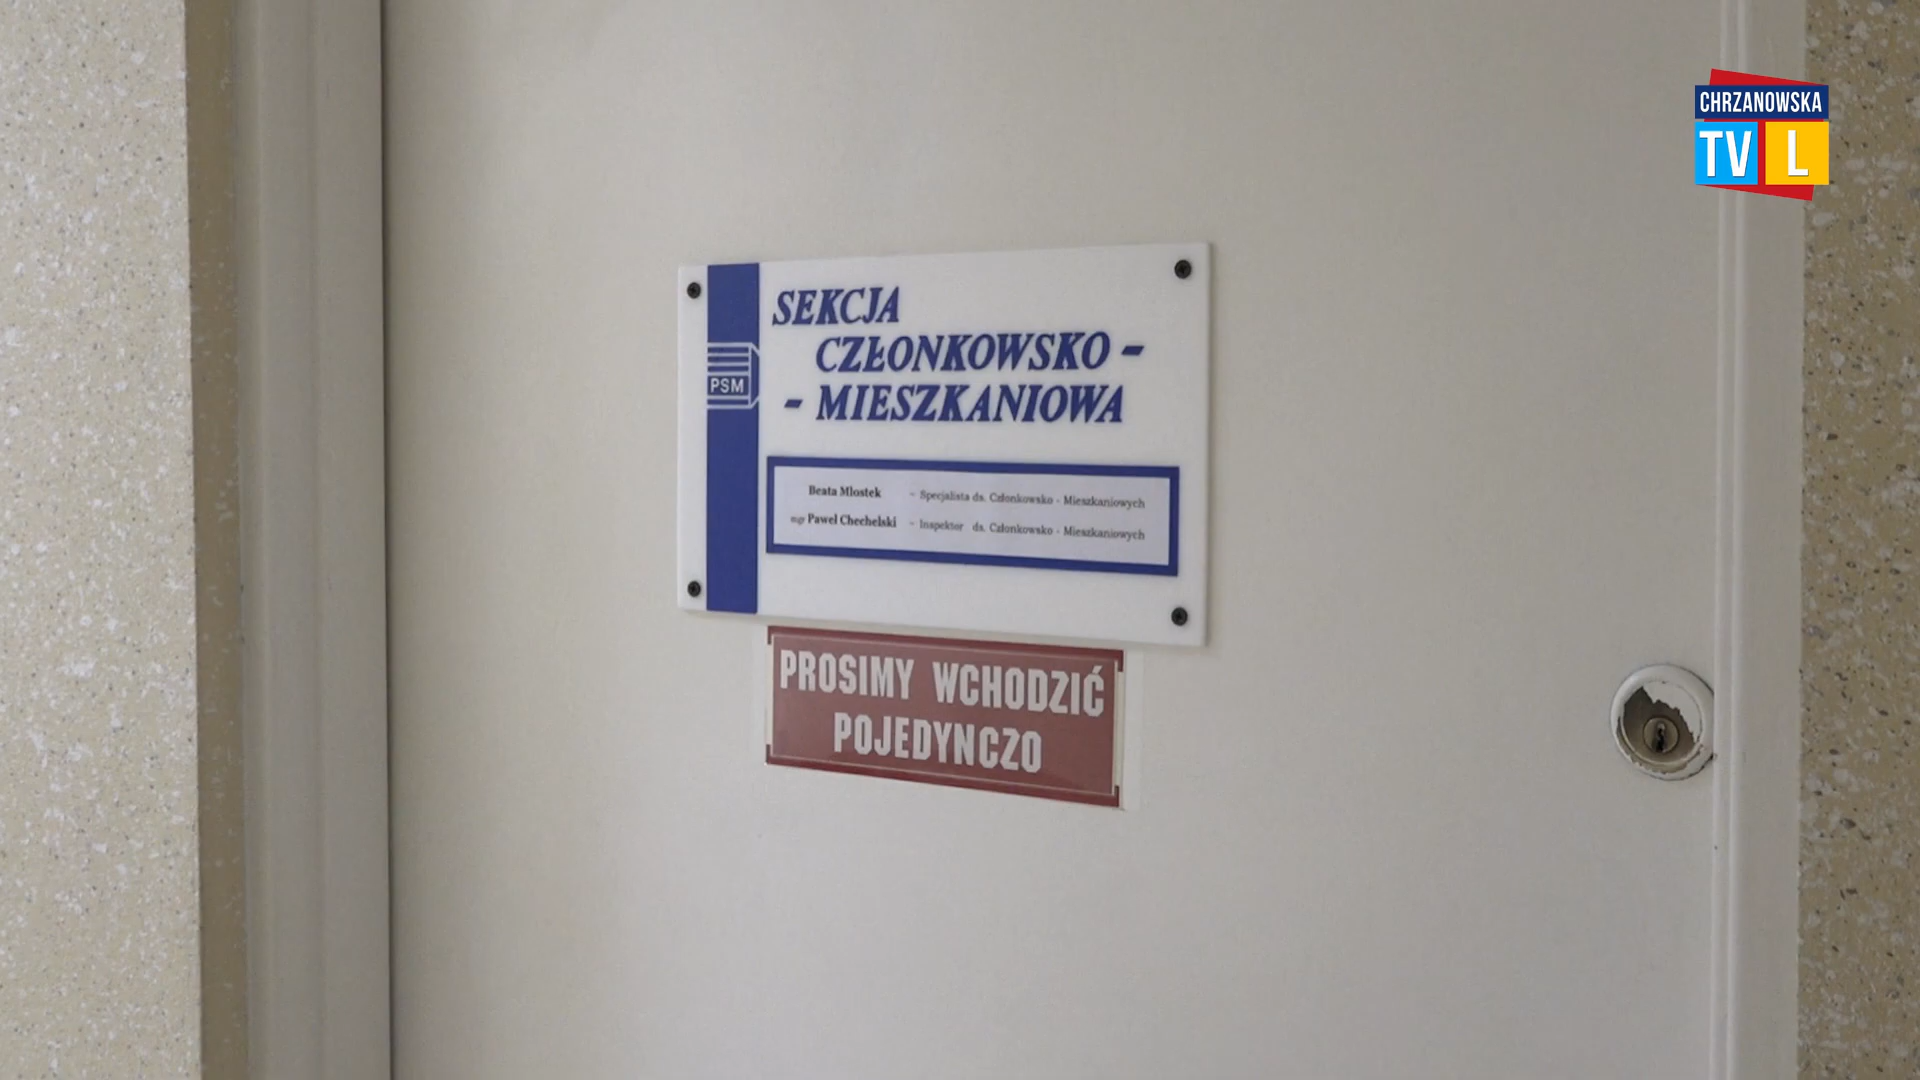 CHRZANOWSKA
TV L
SEKCJA
CZŁONKOWSKO -
- MIESZKANIOWA
PSM
Beata Mlostek - Specjalista ds. Członkowsko - Mieszkaniowych
mgr Paweł Chechelski - Inspektor ds. Członkowsko - Mieszkaniowych
PROSIMY WCHODZIĆ
POJEDYNCZO